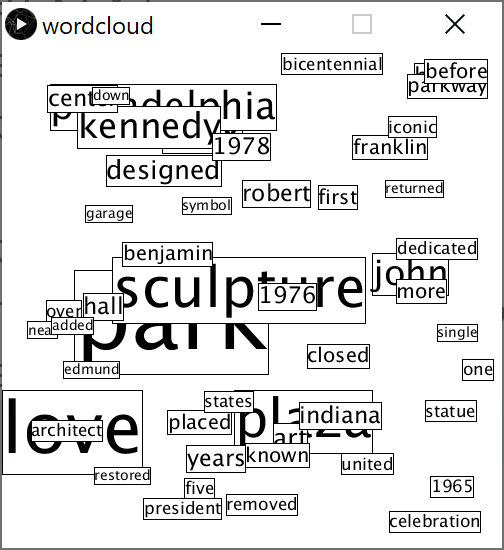 wordcloud
bicentennial
before
parkway
cent
down
philadelphia
kennedy
iconic
1978
franklin
designed
robert
first
returned
symbol
garage
benjamin
dedicated
john
sculpture
1976
more
hall
over
added
park
single
closed
edmund
one
love
states
plaza
indiana
statue
placed
architect
art
known
years
united
restored
five
1965
president
removed
celebration